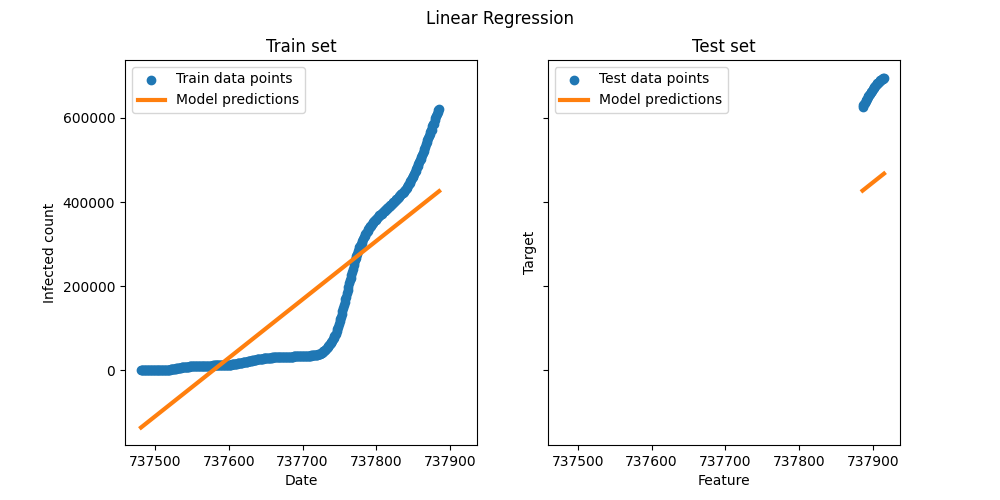 Linear Regression
Train set
Train data points
Model predictions
600000
400000
200000
0
Infected count
737500 737600 737700 737800 737900
Date
Test set
Test data points
Model predictions
Target
737500 737600 737700 737800 737900
Feature